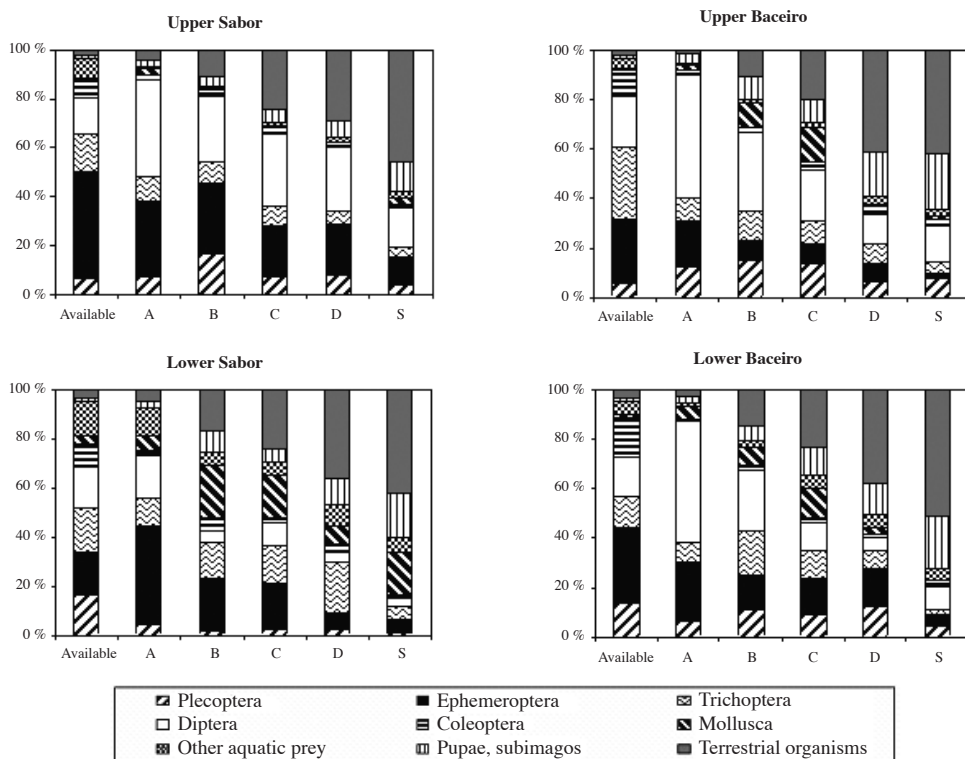 Upper Sabor
100 %
80 %
60 %
40 %
20 %
0 %
Available A B C D S
Upper Baceiro
100 %
80 %
60 %
40 %
20 %
0 %
Available A B C D S
Lower Sabor
100 %
80 %
60 %
40 %
20 %
0 %
Available A B C D S
Lower Baceiro
100 %
80 %
60 %
40 %
20 %
0 %
Available A B C D S
Plecoptera Ephemeroptera Trichoptera
Diptera Coleoptera Mollusca
Other aquatic prey Pupae, subimagos Terrestrial organisms